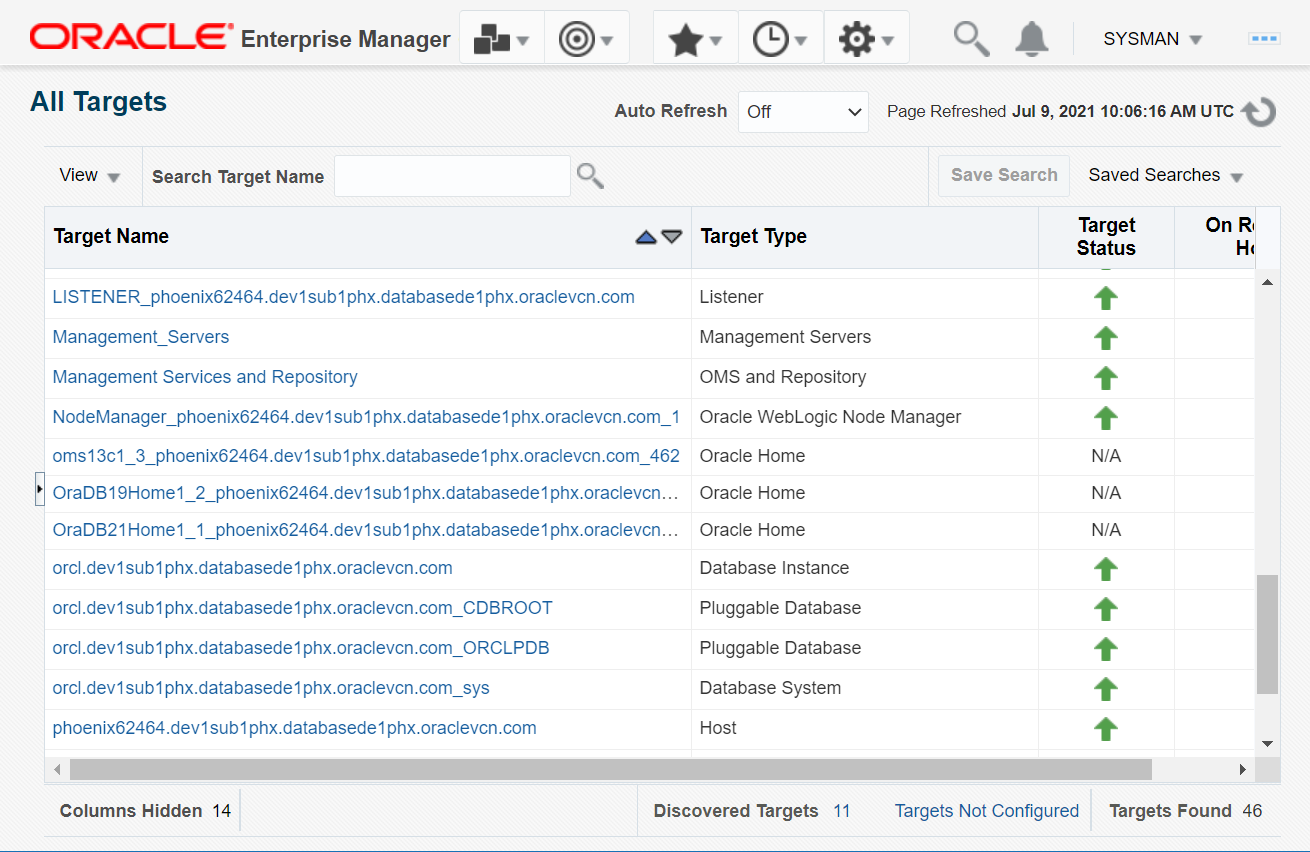 ORACLE Enterprise Manager SYSMAN
All Targets
Auto Refresh Off Page Refreshed Jul 9, 2021 10:06:16 AM UTC
View Search Target Name Save Search Saved Searches
Target Name Target Type Target Status On Re
LISTENER_phoenix62464.dev1sub1phx.databasede1phx.oraclevcn.com Listener
Management_Servers Management Servers
Management Services and Repository OMS and Repository
NodeManager_phoenix62464.dev1sub1phx.databasede1phx.oraclevcn.com_1 Oracle WebLogic Node Manager
oms13c1_3_phoenix62464.dev1sub1phx.databasede1phx.oraclevcn.com_462 Oracle Home N/A
OraDB19Home1_2_phoenix62464.dev1sub1phx.databasede1phx.oraclevcn... Oracle Home N/A
OraDB21Home1_1_phoenix62464.dev1sub1phx.databasede1phx.oraclevcn... Oracle Home N/A
orcl.dev1sub1phx.databasede1phx.oraclevcn.com Database Instance
orcl.dev1sub1phx.databasede1phx.oraclevcn.com_CDBROOT Pluggable Database
orcl.dev1sub1phx.databasede1phx.oraclevcn.com_ORCLPDB Pluggable Database
orcl.dev1sub1phx.databasede1phx.oraclevcn.com_sys Database System
phoenix62464.dev1sub1phx.databasede1phx.oraclevcn.com Host
Columns Hidden 14 Discovered Targets 11 Targets Not Configured Targets Found 46